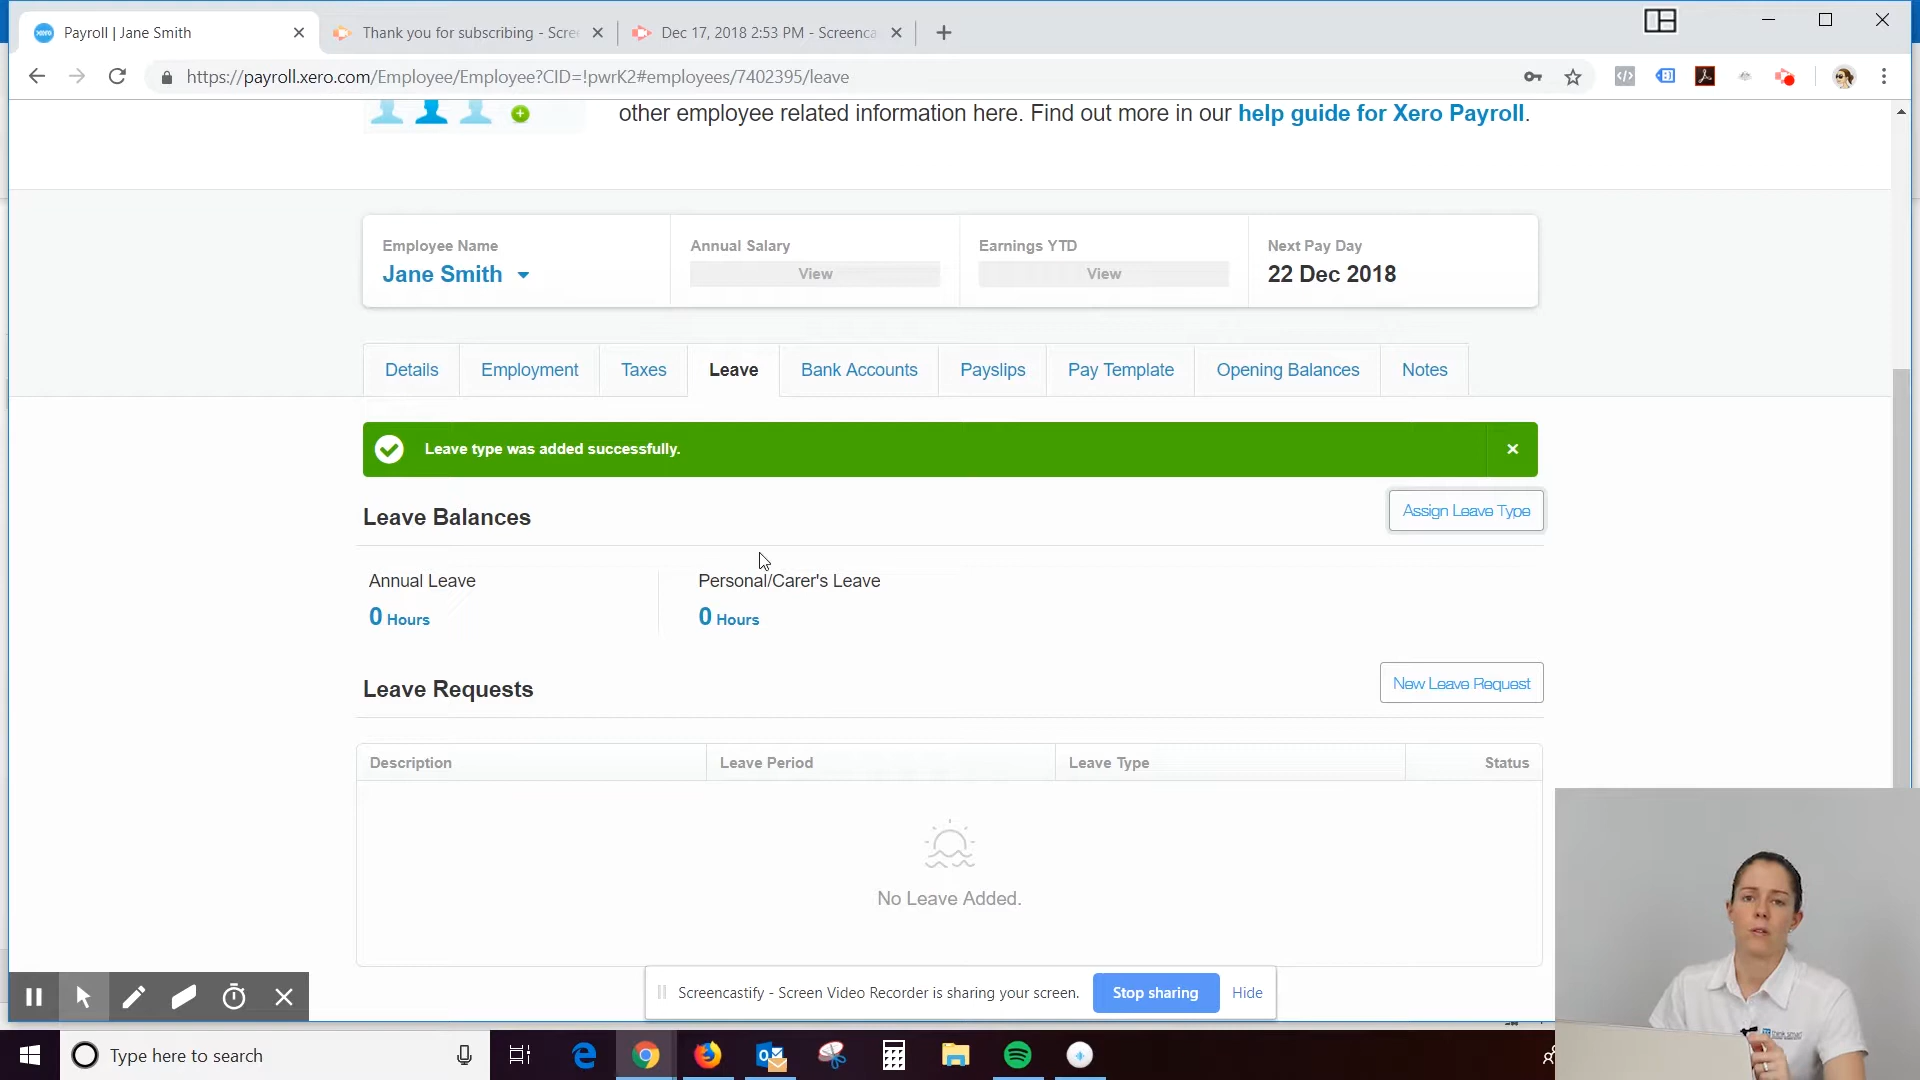 xero Payroll | Jane Smith
Thank you for subscribing - Scre
Dec 17, 2018 2:53 PM - Screenca
https://payroll.xero.com/Employee/Employee?CID=!pwrK2#employees/7402395/leave
other employee related information here. Find out more in our help guide for Xero Payroll.
Employee Name
Annual Salary
Earnings YTD
Next Pay Day
Jane Smith
View
View
22 Dec 2018
Details
Employment
Taxes
Leave
Bank Accounts
Payslips
Pay Template
Opening Balances
Notes
Leave type was added successfully.
Leave Balances
Assign Leave Type
Annual Leave
Personal/Carer's Leave
0 Hours
0 Hours
Leave Requests
New Leave Request
Description
Leave Period
Leave Type
Status
No Leave Added.
Screencastify - Screen Video Recorder is sharing your screen.
Stop sharing
Hide
Type here to search
think smart